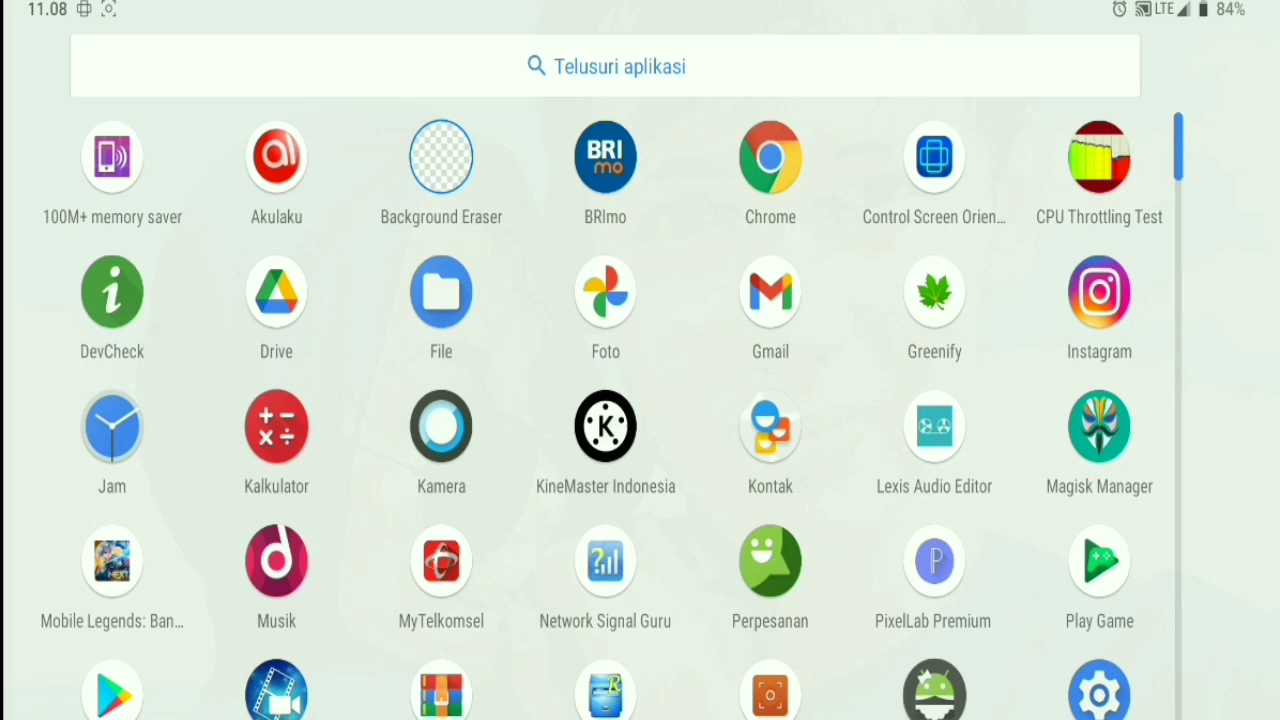 11.08 LTE 84%
Telusuri aplikasi
BRI
mo
100M+ memory saver Akulaku Background Eraser BRImo Chrome Control Screen Orien... CPU Throttling Test
DevCheck Drive File Foto Gmail Greenify Instagram
K
Jam Kalkulator Kamera KineMaster Indonesia Kontak Lexis Audio Editor Magisk Manager
Mobile Legends: Ban... Musik MyTelkomsel Network Signal Guru Perpesanan PixelLab Premium Play Game